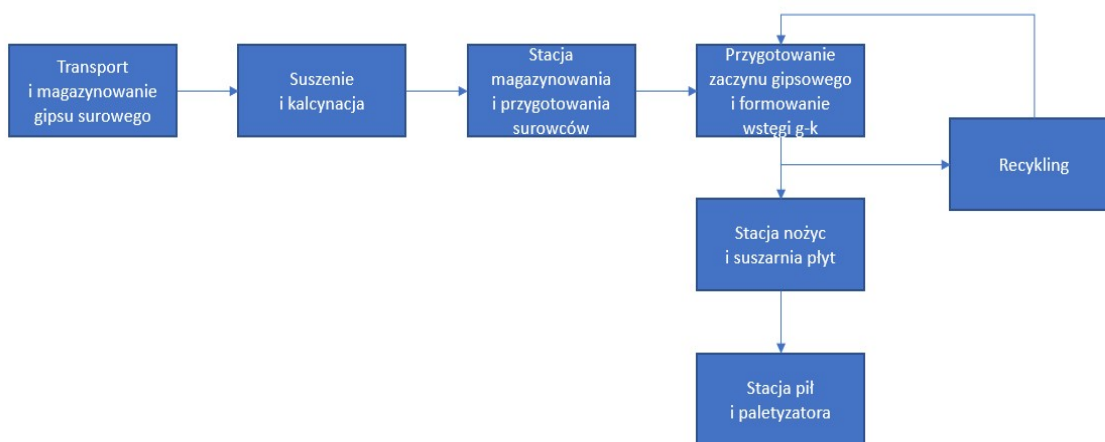 Transport
i magazynowanie
gipsu surowego
Suszenie
i kalcynacja
Stacja
magazynowania
i przygotowania
surowców
Przygotowanie
zaczynu gipsowego
i formowanie
wstęgi g-k
Recykling
Stacja nożyc
i suszarnia płyt
Stacja pił
i paletyzatora